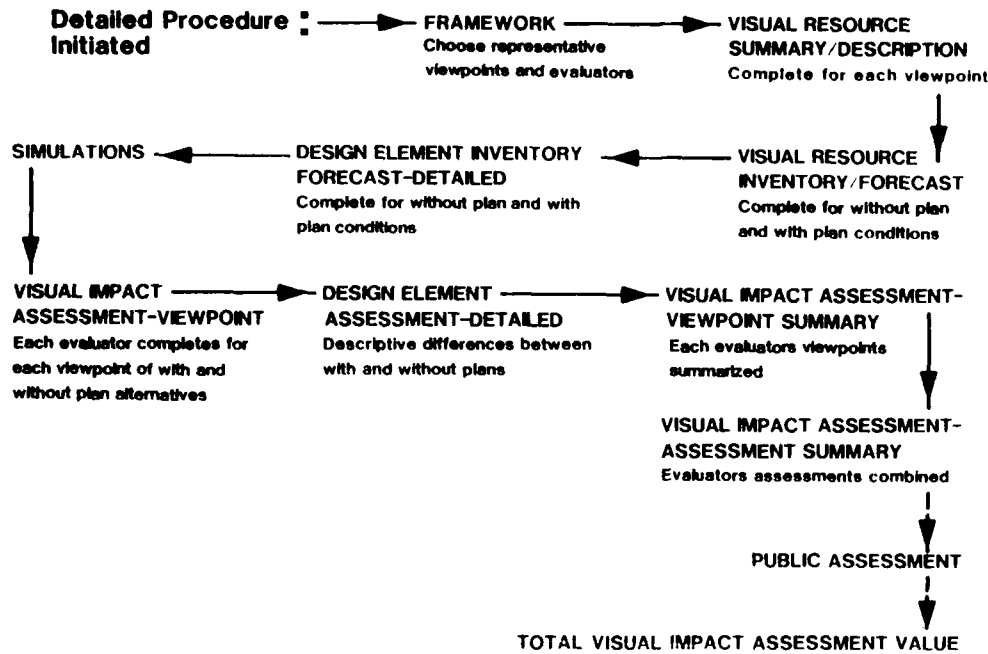 Detailed Procedure :
Initiated
FRAMEWORK
Choose representative
viewpoints and evaluators
VISUAL RESOURCE
SUMMARY/DESCRIPTION
Complete for each viewpoint
SIMULATIONS
DESIGN ELEMENT INVENTORY
FORECAST-DETAILED
Complete for without plan and with
plan conditions
VISUAL RESOURCE
INVENTORY/FORECAST
Complete for without plan
and with plan conditions
VISUAL IMPACT
ASSESSMENT-VIEWPOINT
Each evaluator completes for
each viewpoint of with and
without plan alternatives
DESIGN ELEMENT
ASSESSMENT-DETAILED
Descriptive differences between
with and without plans
VISUAL IMPACT ASSESSMENT-
VIEWPOINT SUMMARY
Each evaluators viewpoints
summarized
VISUAL IMPACT ASSESSMENT-
ASSESSMENT SUMMARY
Evaluators assessments combined
PUBLIC ASSESSMENT
TOTAL VISUAL IMPACT ASSESSMENT VALUE